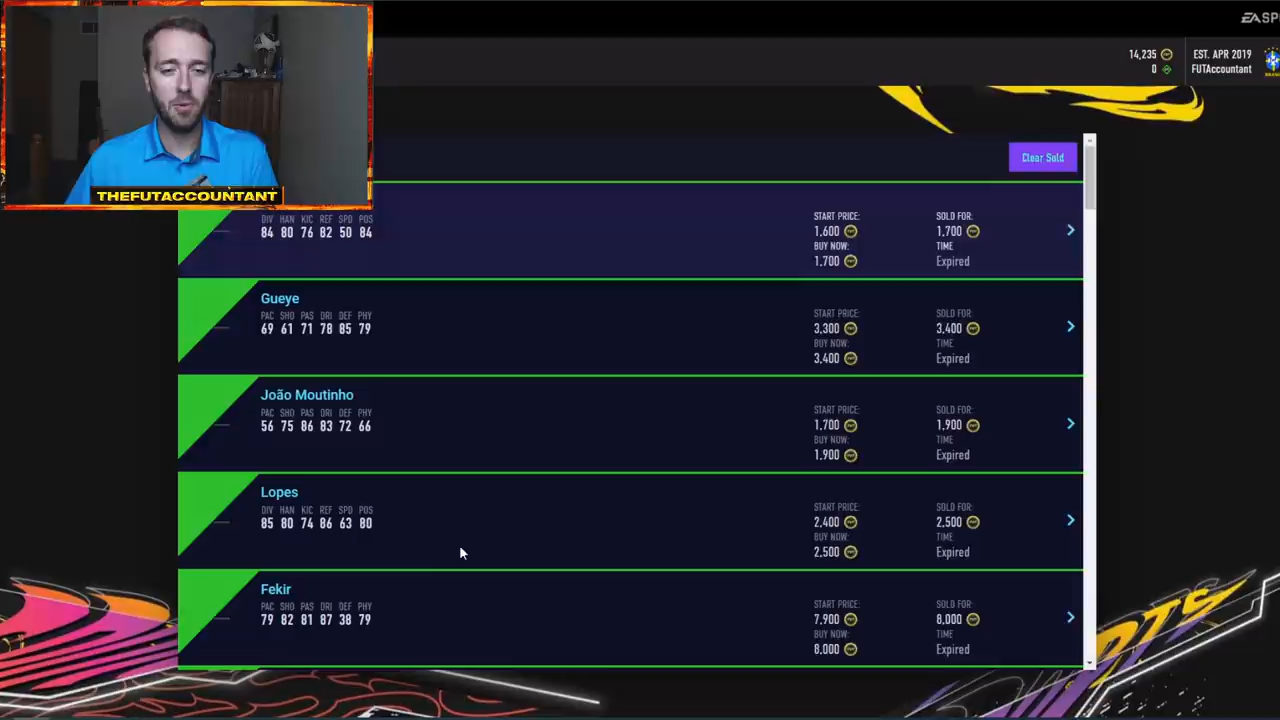 EA SP
14,235
0
EST. APR 2019
FUTAccountant
THEFUTACCOUNTANT
Clear Sold
DIV HAN KIC REF SPD POS
84 80 76 82 50 84
START PRICE:
1,600
BUY NOW:
1,700
SOLD FOR:
1,700
TIME
Expired
Gueye
PAC SHO PAS DRI DEF PHY
69 61 71 78 85 79
START PRICE:
3,300
BUY NOW:
3,400
SOLD FOR:
3,400
TIME
Expired
João Moutinho
PAC SHO PAS DRI DEF PHY
56 75 86 83 72 66
START PRICE:
1,700
BUY NOW:
1,900
SOLD FOR:
1,900
TIME
Expired
Lopes
DIV HAN KIC REF SPD POS
85 80 74 86 63 80
START PRICE:
2,400
BUY NOW:
2,500
SOLD FOR:
2,500
TIME
Expired
Fekir
PAC SHO PAS DRI DEF PHY
79 82 81 87 38 79
START PRICE:
7,900
BUY NOW:
8,000
SOLD FOR:
8,000
TIME
Expired
RTS